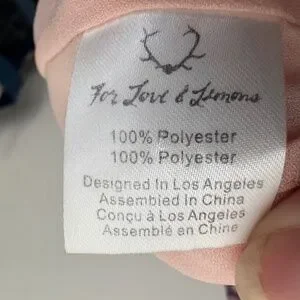 For Love & Lemons
100% Polyester
100% Polyester
Designed In Los Angeles
Assembled in China
Conçu à Los Angeles
Assemblé en Chine